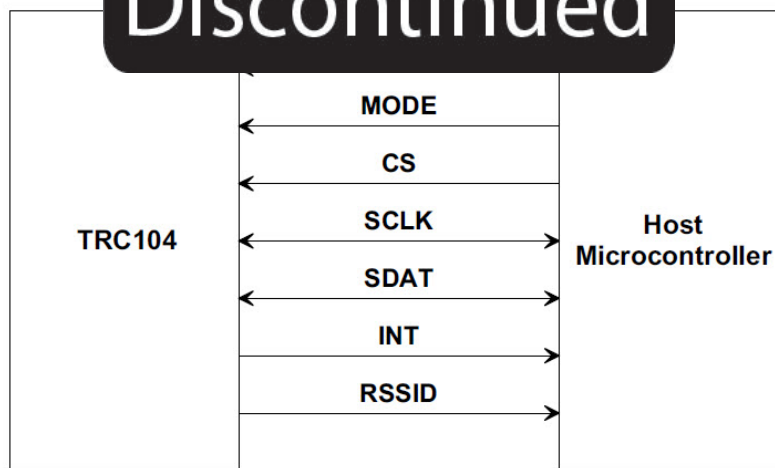 Discontinued
MODE
CS
SCLK
TRC104
Host
Microcontroller
SDAT
INT
RSSID